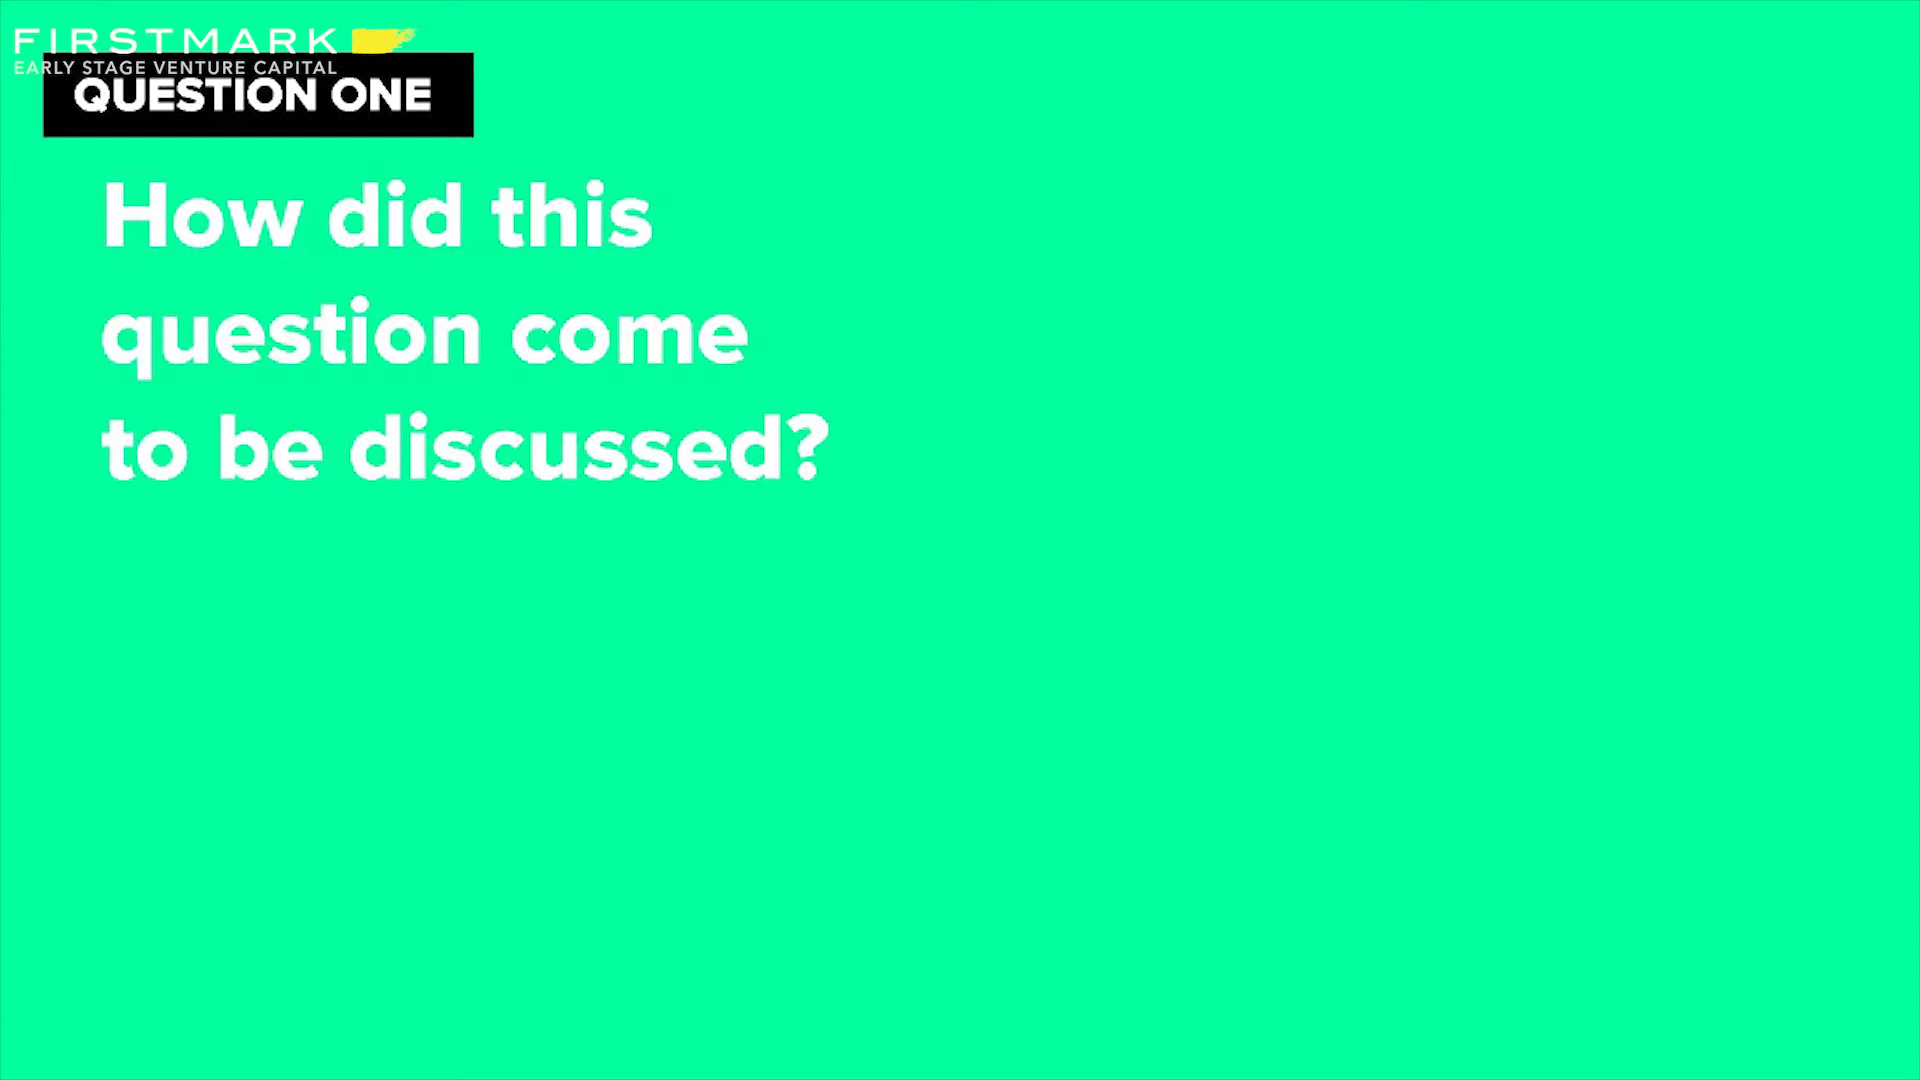 FIRSTMARK
EARLY STAGE VENTURE CAPITAL
QUESTION ONE
How did this
question come
to be discussed?